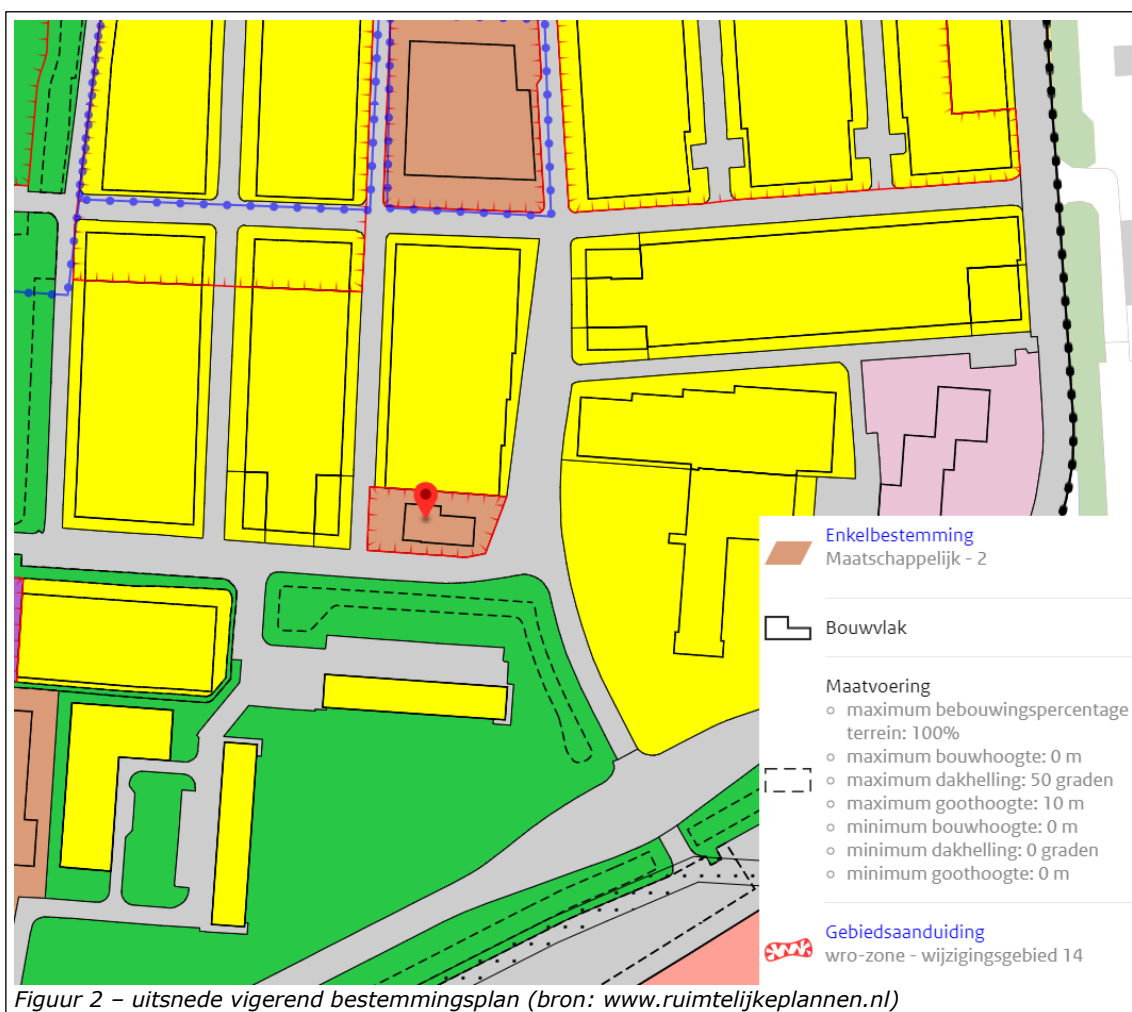 Enkelbestemming
Maatschappelijk - 2
Bouwvlak
Maatvoering
maximum bebouwingspercentage
terrein: 100%
maximum bouwhoogte: 0 m
maximum dakhelling: 50 graden
maximum goothoogte: 10 m
minimum bouwhoogte: 0 m
minimum dakhelling: 0 graden
minimum goothoogte: 0 m
Gebiedsaanduiding
wro-zone - wijzigingsgebied 14
Figuur 2 – uitsnede vigerend bestemmingsplan (bron: www.ruimtelijkeplannen.nl)